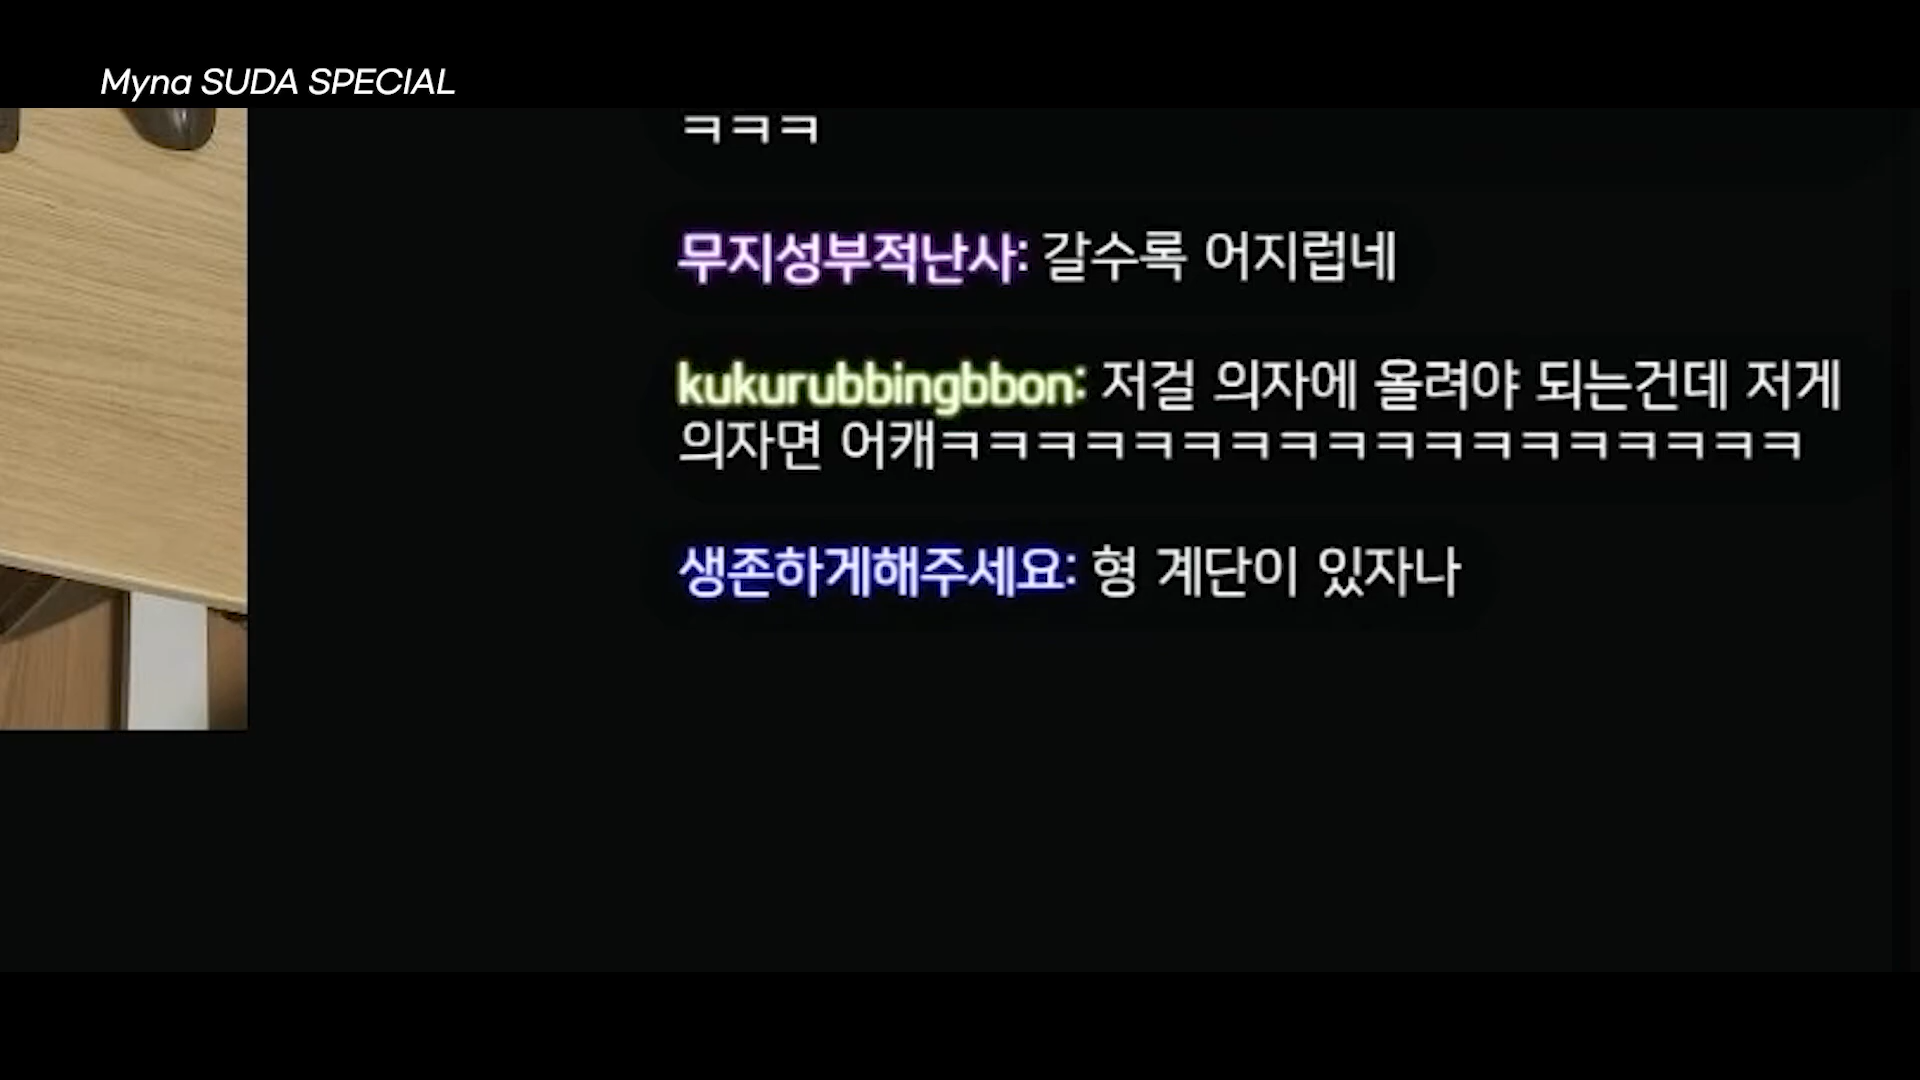 Myna SUDA SPECIAL
ㅋㅋㅋ
무지성부적난사: 갈수록 어지럽네
kukurubbingbbon: 저걸 의자에 올려야 되는건데 저게
의자면 어캐ㅋㅋㅋㅋㅋㅋㅋㅋㅋㅋㅋㅋㅋㅋㅋㅋㅋㅋ
생존하게해주세요: 형 계단이 있자나